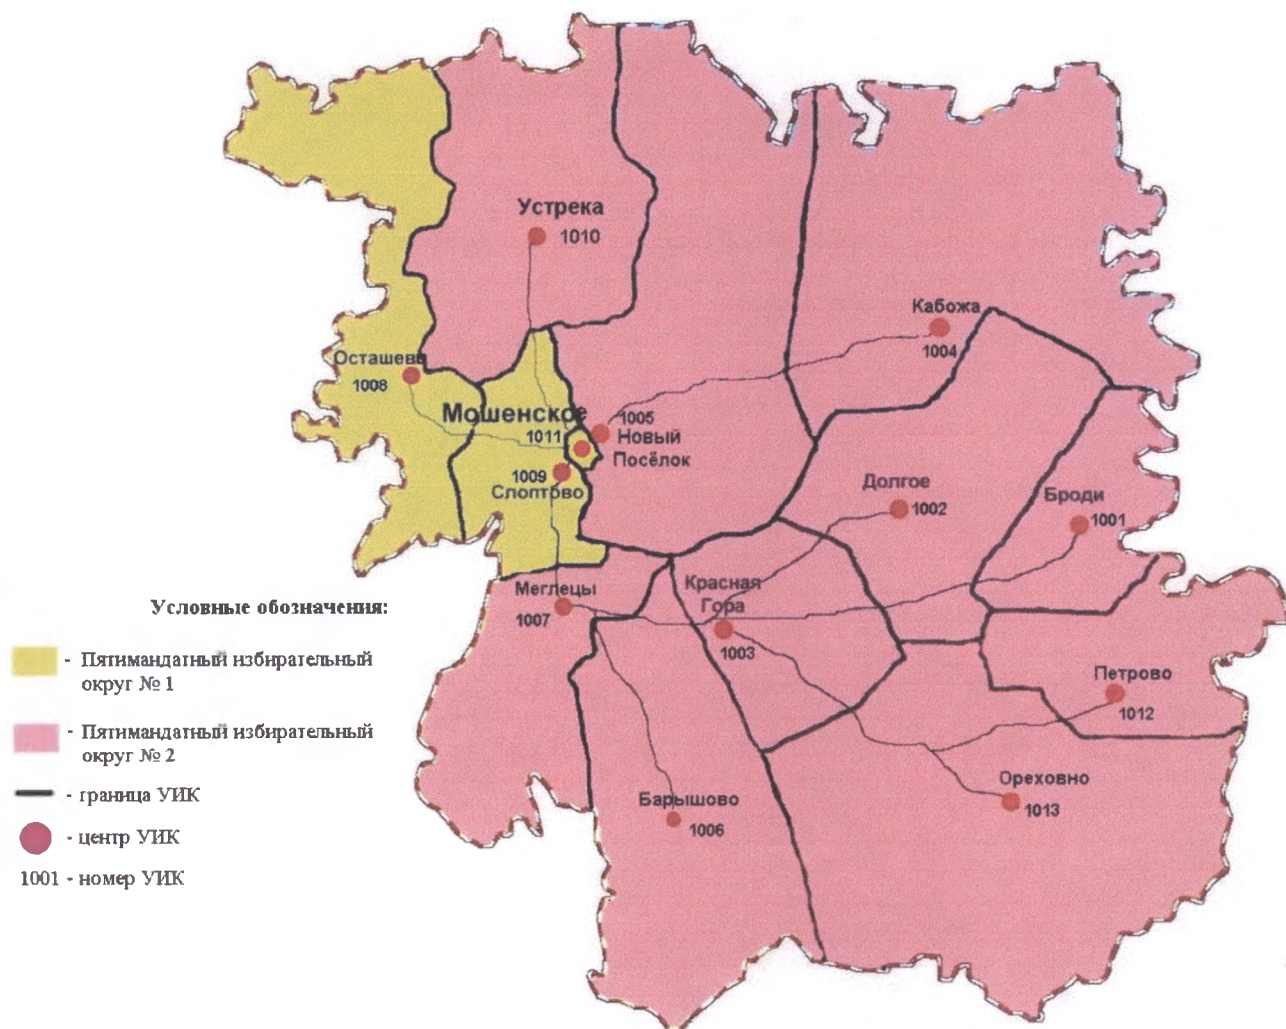 Устрека
1010
Кабожа
1004
Осташево
1008
Мошенское
1011
1005
Новый
Посёлок
1009
Слоптово
Долгое
1002
Броди
1001
Меглецы
1007
Красная
Гора
1003
Петрово
1012
Ореховно
1013
Барышово
1006
Условные обозначения:
- Пятимандатный избирательный
округ № 1
- Пятимандатный избирательный
округ № 2
- граница УИК
- центр УИК
1001 - номер УИК